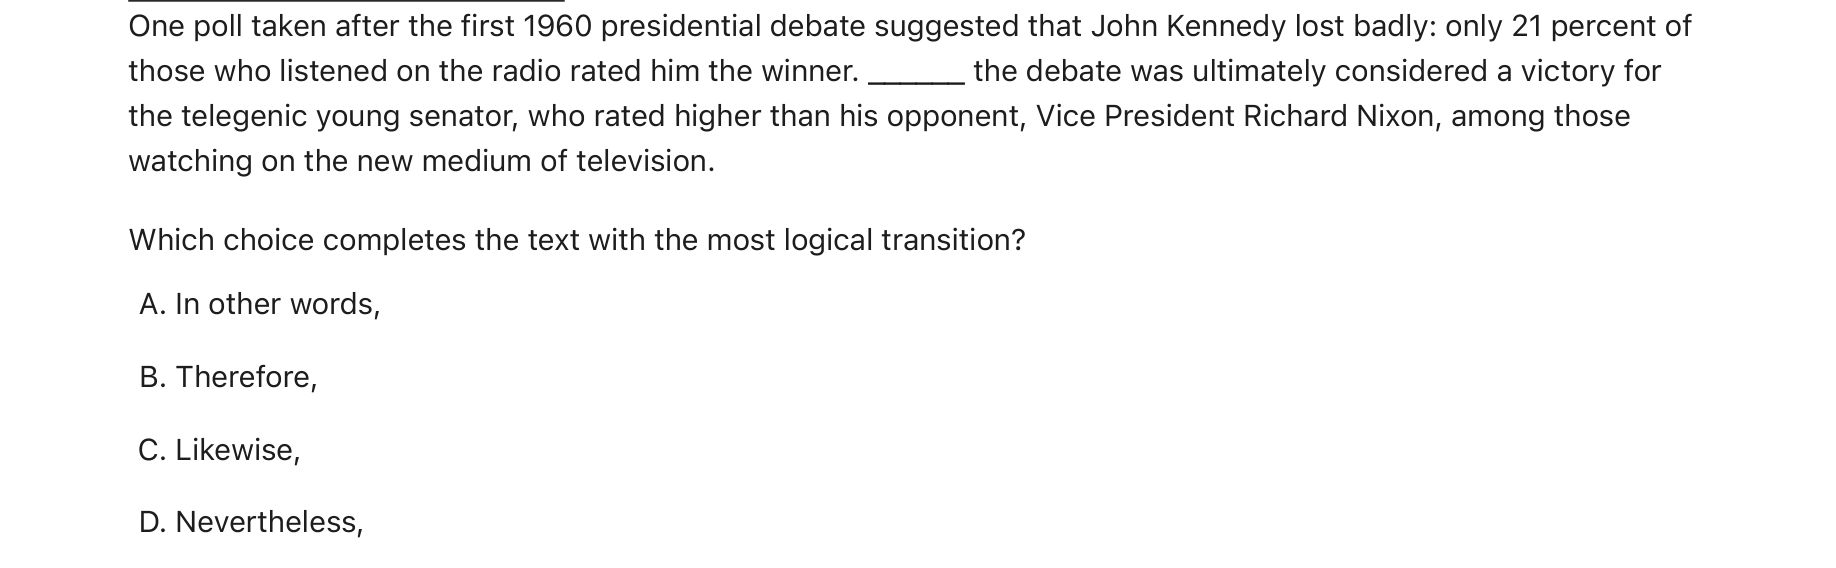 One poll taken after the first 1960 presidential debate suggested that John Kennedy lost badly: only 21 percent of
those who listened on the radio rated him the winner. ______ the debate was ultimately considered a victory for
the telegenic young senator, who rated higher than his opponent, Vice President Richard Nixon, among those
watching on the new medium of television.
Which choice completes the text with the most logical transition?
A. In other words,
B. Therefore,
C. Likewise,
D. Nevertheless,